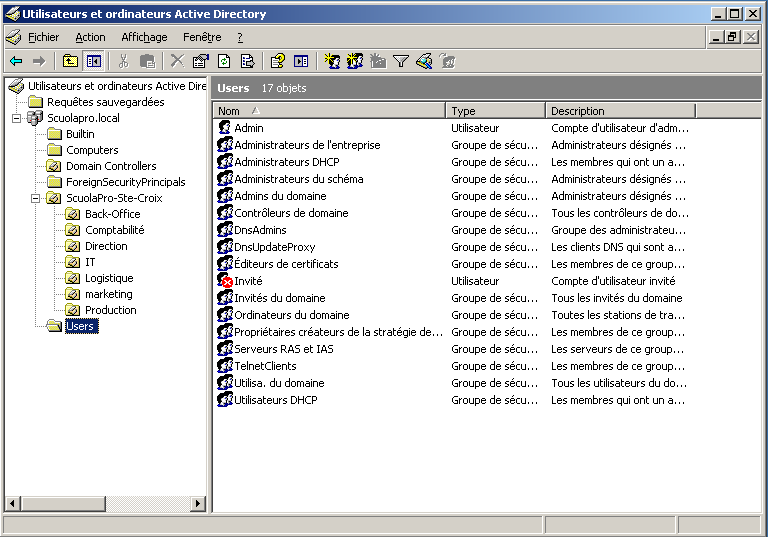 Utilisateurs et ordinateurs Active Directory
Fichier Action Affichage Fenêtre ?
Utilisateurs et ordinateurs Active Dire
Requêtes sauvegardées
Scuolapro.local
Builtin
Computers
Domain Controllers
ForeignSecurityPrincipals
ScuolaPro-Ste-Croix
Back-Office
Comptabilité
Direction
IT
Logistique
marketing
Production
Users
Users 17 objets
Nom Type Description
Admin Utilisateur Compte d'utilisateur d'adm...
Administrateurs de l'entreprise Groupe de sécu... Administrateurs désignés ...
Administrateurs DHCP Groupe de sécu... Les membres qui ont un a...
Administrateurs du schéma Groupe de sécu... Administrateurs désignés ...
Admins du domaine Groupe de sécu... Administrateurs désignés ...
Contrôleurs de domaine Groupe de sécu... Tous les contrôleurs de do...
DnsAdmins Groupe de sécu... Groupe des administrateu...
DnsUpdateProxy Groupe de sécu... Les clients DNS qui sont a...
Éditeurs de certificats Groupe de sécu... Les membres de ce group...
Invité Utilisateur Compte d'utilisateur invité
Invités du domaine Groupe de sécu... Tous les invités du domaine
Ordinateurs du domaine Groupe de sécu... Toutes les stations de tra...
Propriétaires créateurs de la stratégie de... Groupe de sécu... Les membres de ce group...
Serveurs RAS et IAS Groupe de sécu... Les serveurs de ce group...
TelnetClients Groupe de sécu... Les membres de ce group...
Utilisa. du domaine Groupe de sécu... Tous les utilisateurs du do...
Utilisateurs DHCP Groupe de sécu... Les membres qui ont un a...